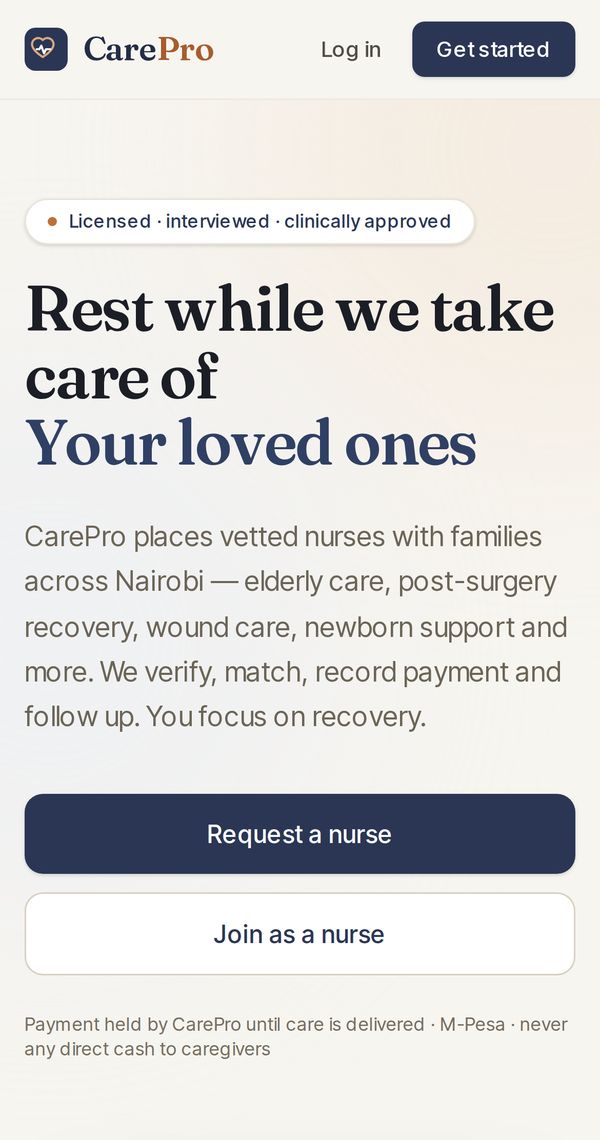 CarePro
Log in
Get started
Licensed · interviewed · clinically approved
Rest while we take
care of
Your loved ones
CarePro places vetted nurses with families
across Nairobi — elderly care, post-surgery
recovery, wound care, newborn support and
more. We verify, match, record payment and
follow up. You focus on recovery.
Request a nurse
Join as a nurse
Payment held by CarePro until care is delivered · M-Pesa · never
any direct cash to caregivers